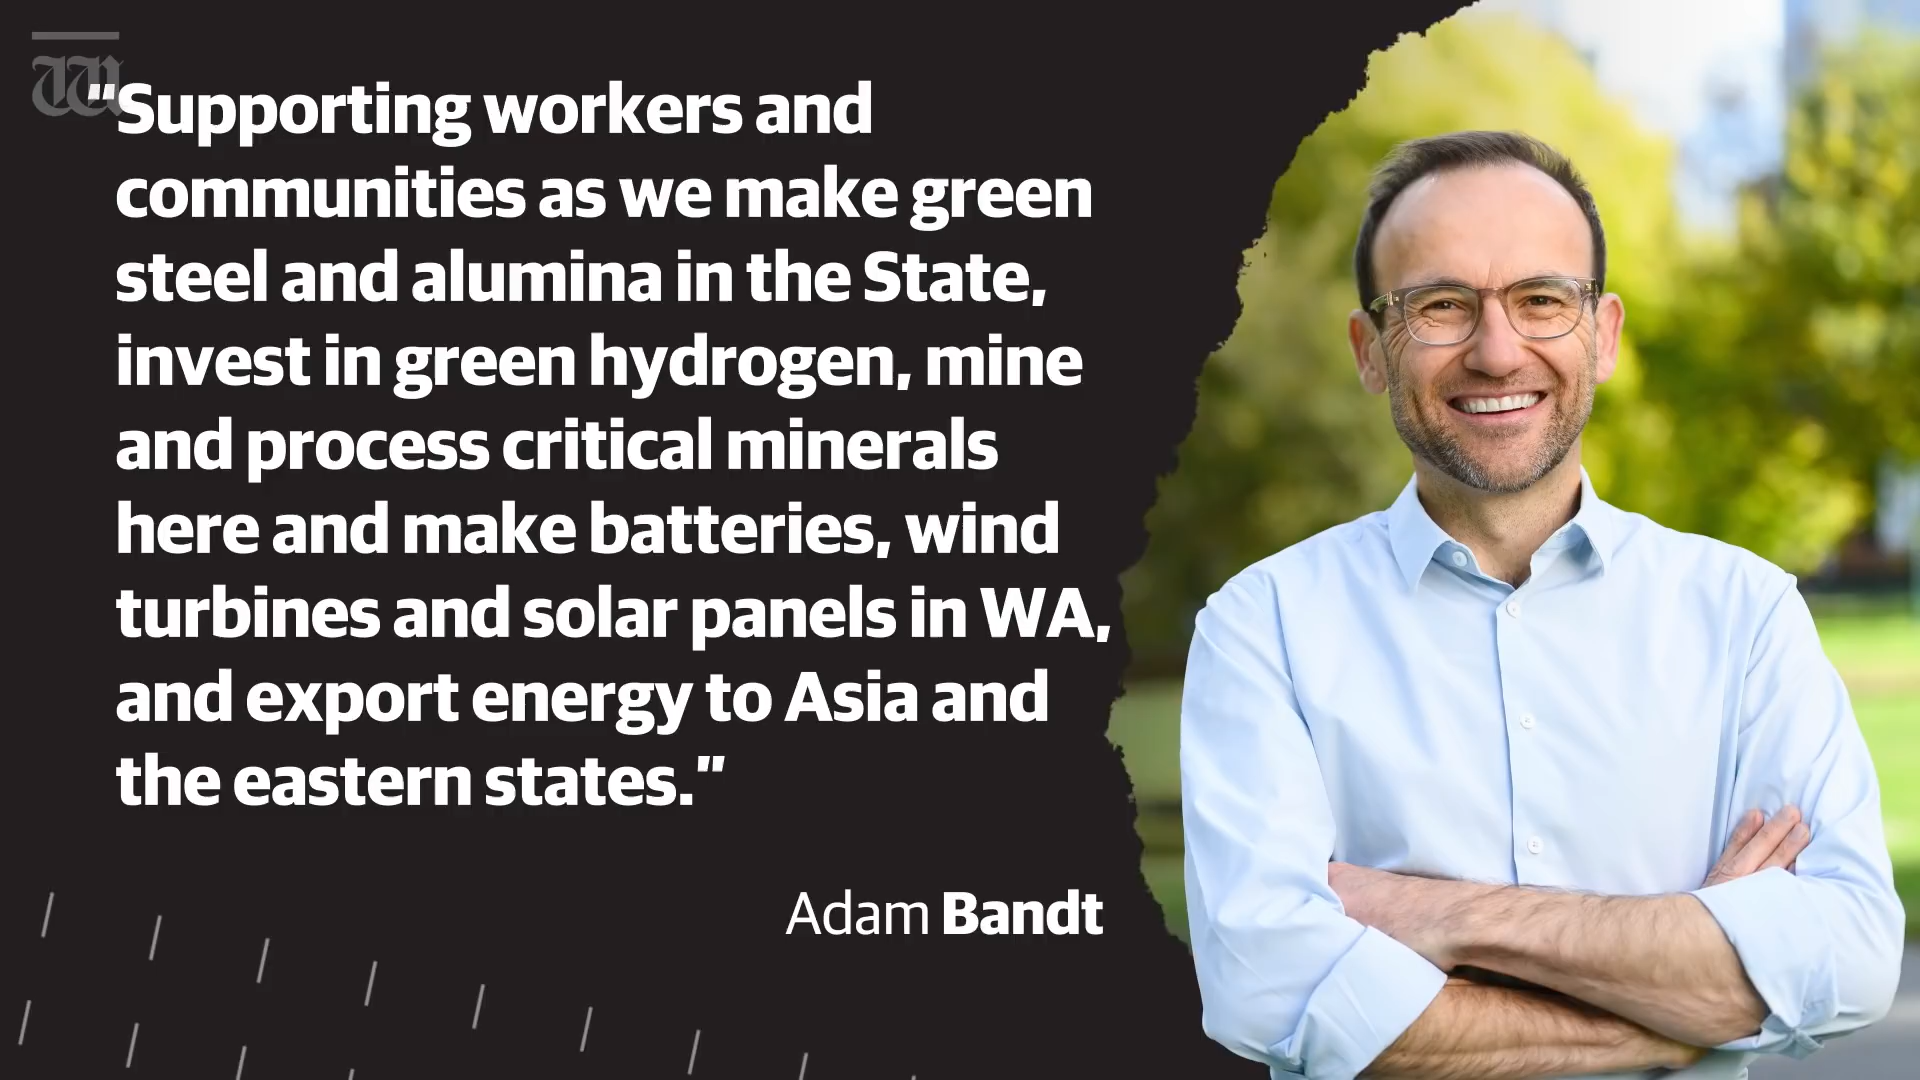 W
“Supporting workers and
communities as we make green
steel and alumina in the State,
invest in green hydrogen, mine
and process critical minerals
here and make batteries, wind
turbines and solar panels in WA,
and export energy to Asia and
the eastern states.”
Adam Bandt